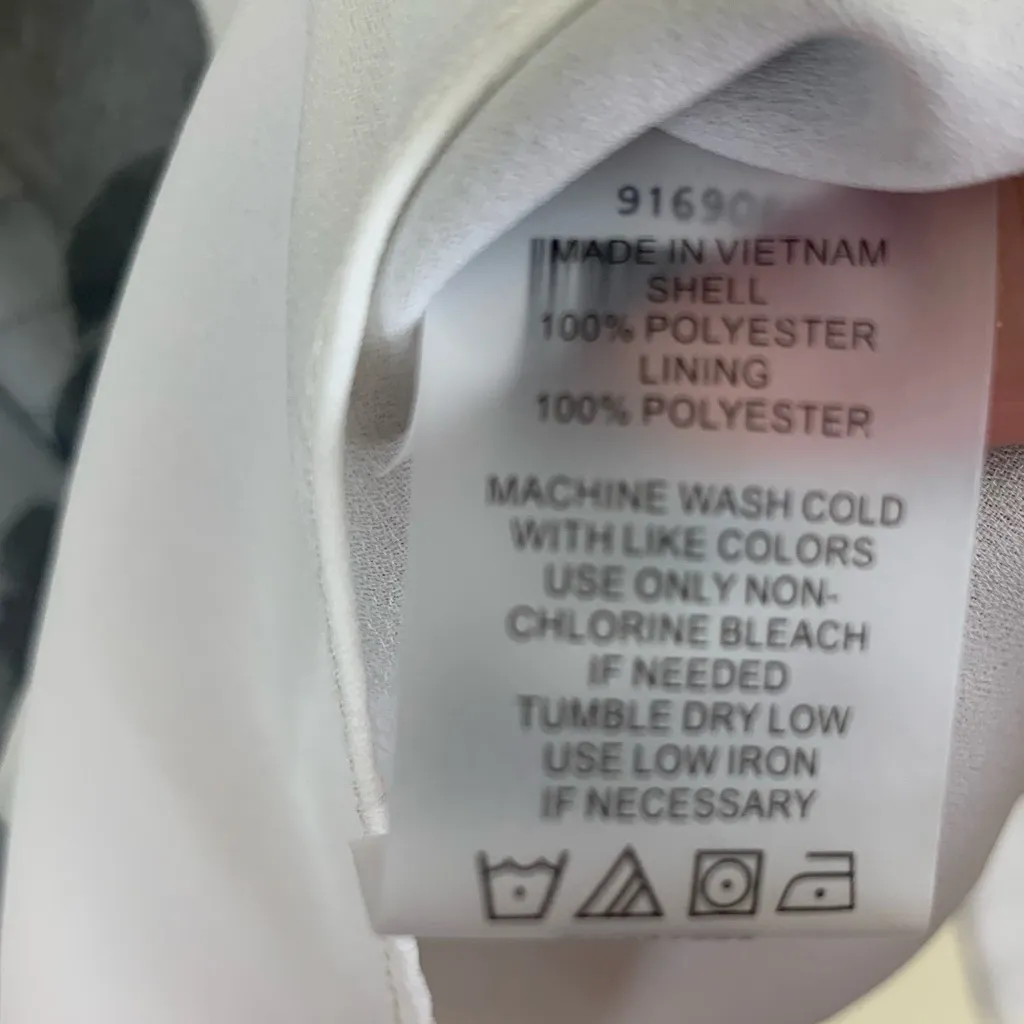 MADE IN VIETNAM
SHELL
100% POLYESTER
LINING
100% POLYESTER
MACHINE WASH COLD
WITH LIKE COLORS
USE ONLY NON-
CHLORINE BLEACH
IF NEEDED
TUMBLE DRY LOW
USE LOW IRON
IF NECESSARY